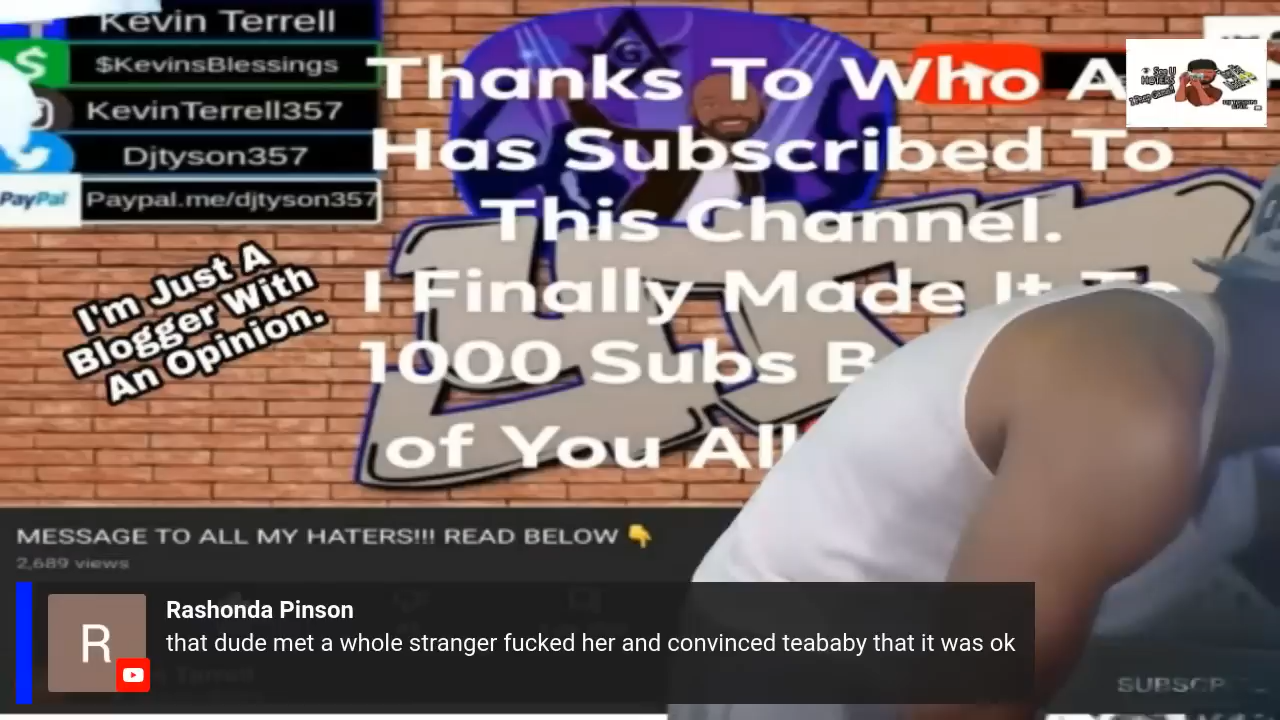 Kevin Terrell
$KevinsBlessings
KevinTerrell357
Djtyson357
PayPal
Paypal.me/djtyson357
I'm Just A
Blogger With
An Opinion.
Thanks To Who A
Has Subscribed To
This Channel.
I Finally Made It To
1000 Subs B
of You All
G
MESSAGE TO ALL MY HATERS!!! READ BELOW 👇
2,689 views
R
Rashonda Pinson
that dude met a whole stranger fucked her and convinced teababy that it was ok